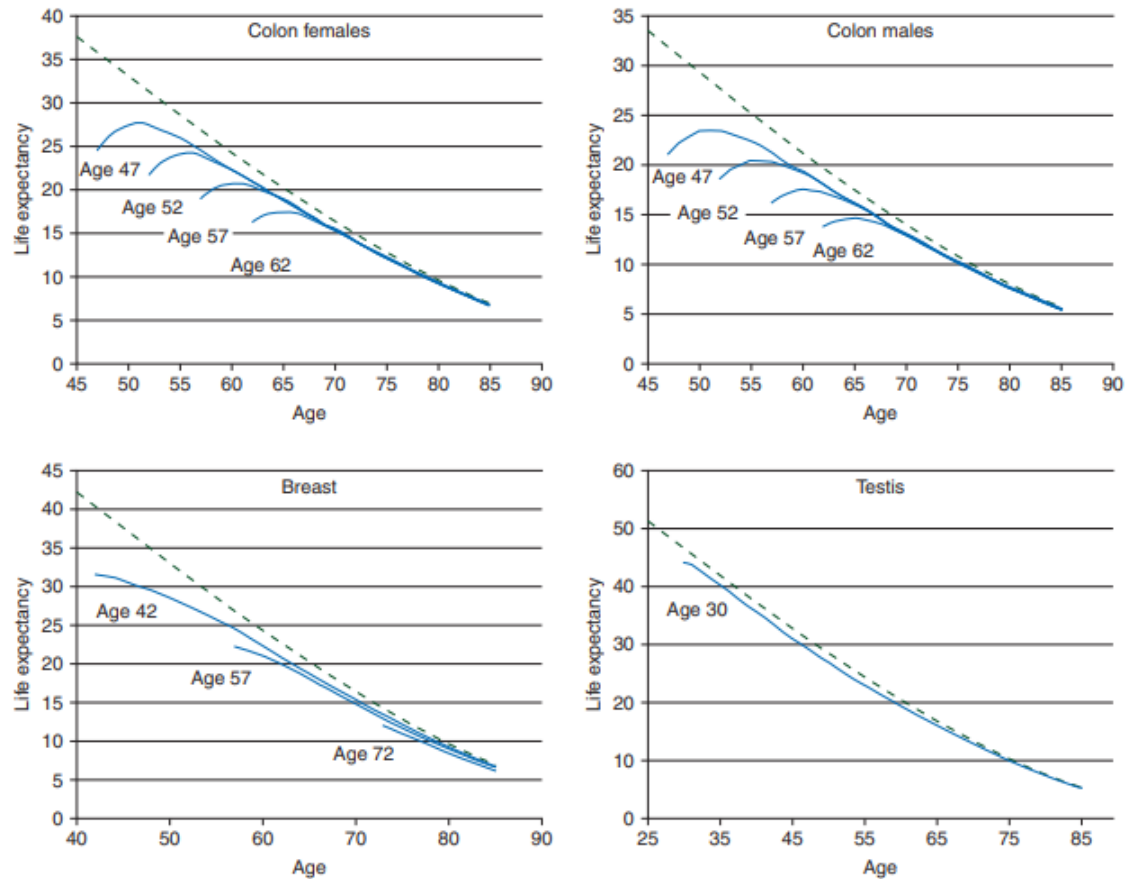 Colon females
Life expectancy
40
35
30
25
20
15
10
5
0
Age 47
Age 52
Age 57
Age 62
45 50 55 60 65 70 75 80 85 90
Age
Colon males
Life expectancy
35
30
25
20
15
10
5
0
Age 47
Age 52
Age 57
Age 62
45 50 55 60 65 70 75 80 85 90
Age
Breast
Life expectancy
45
40
35
30
25
20
15
10
5
0
Age 42
Age 57
Age 72
40 50 60 70 80 90
Age
Testis
Life expectancy
60
50
40
30
20
10
0
Age 30
25 35 45 55 65 75 85
Age